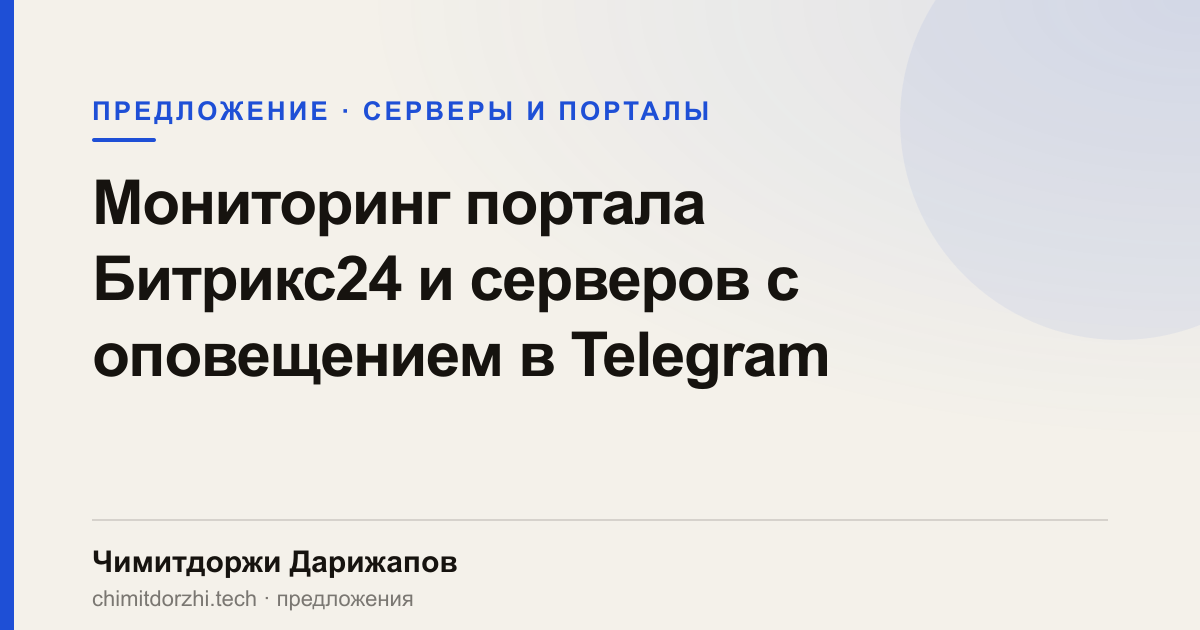 ПРЕДЛОЖЕНИЕ · СЕРВЕРЫ И ПОРТАЛЫ
Мониторинг портала
Битрикс24 и серверов с
оповещением в Telegram
Чимитдоржи Дарижапов
chimitdorzhi.tech · предложения